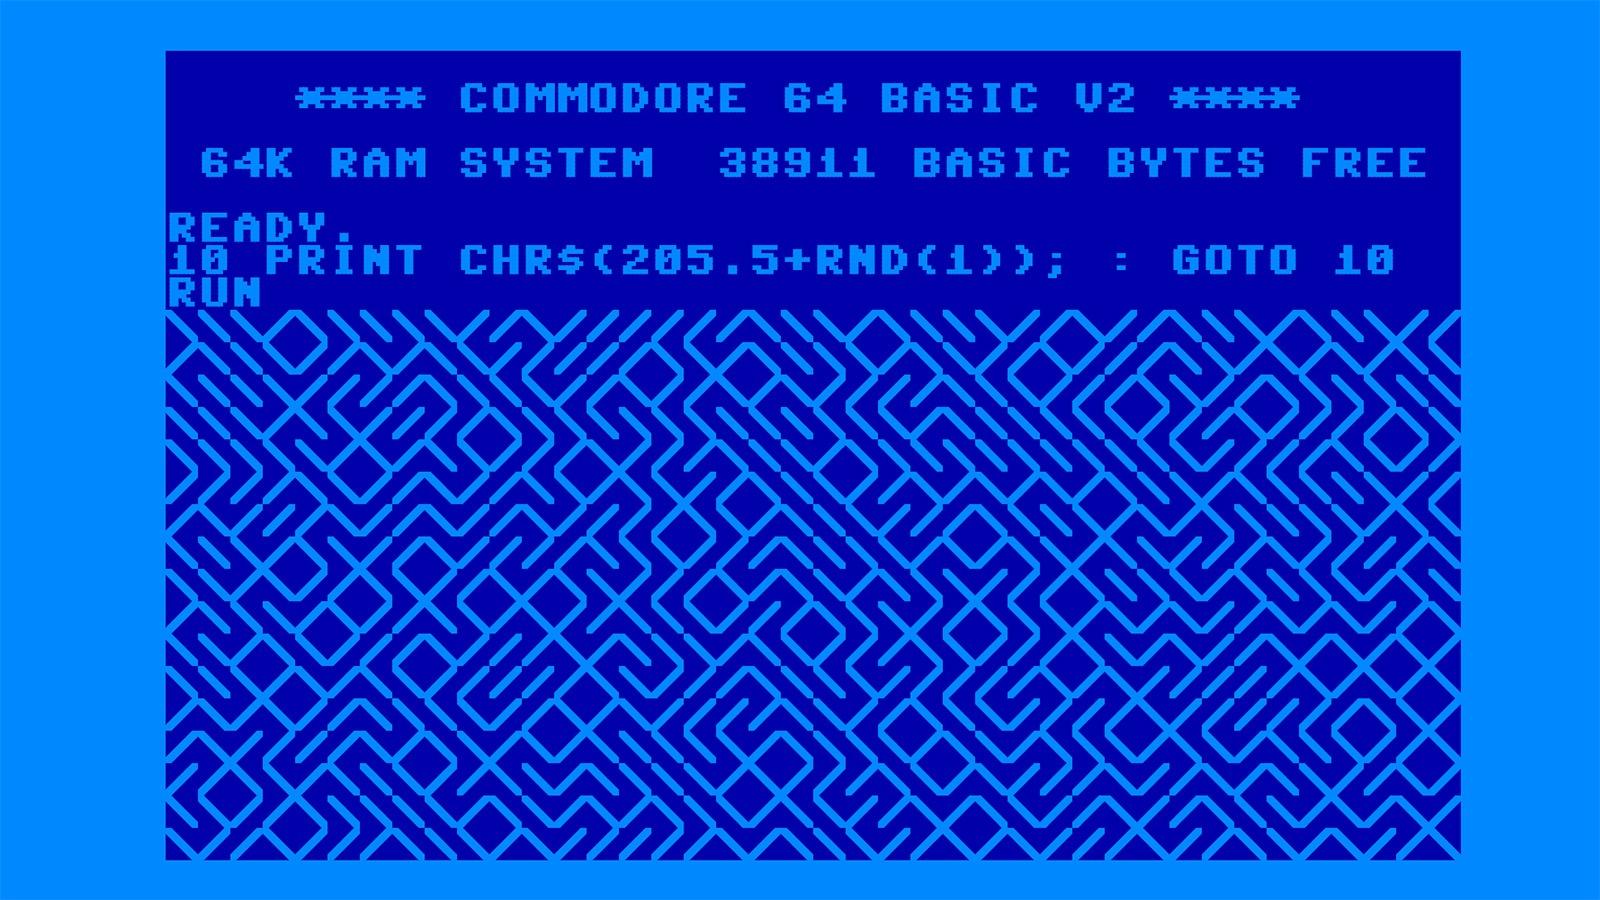 **** COMMODORE 64 BASIC V2 ****
64K RAM SYSTEM  38911 BASIC BYTES FREE
READY.
10 PRINT CHR$(205.5+RND(1)); : GOTO 10
RUN